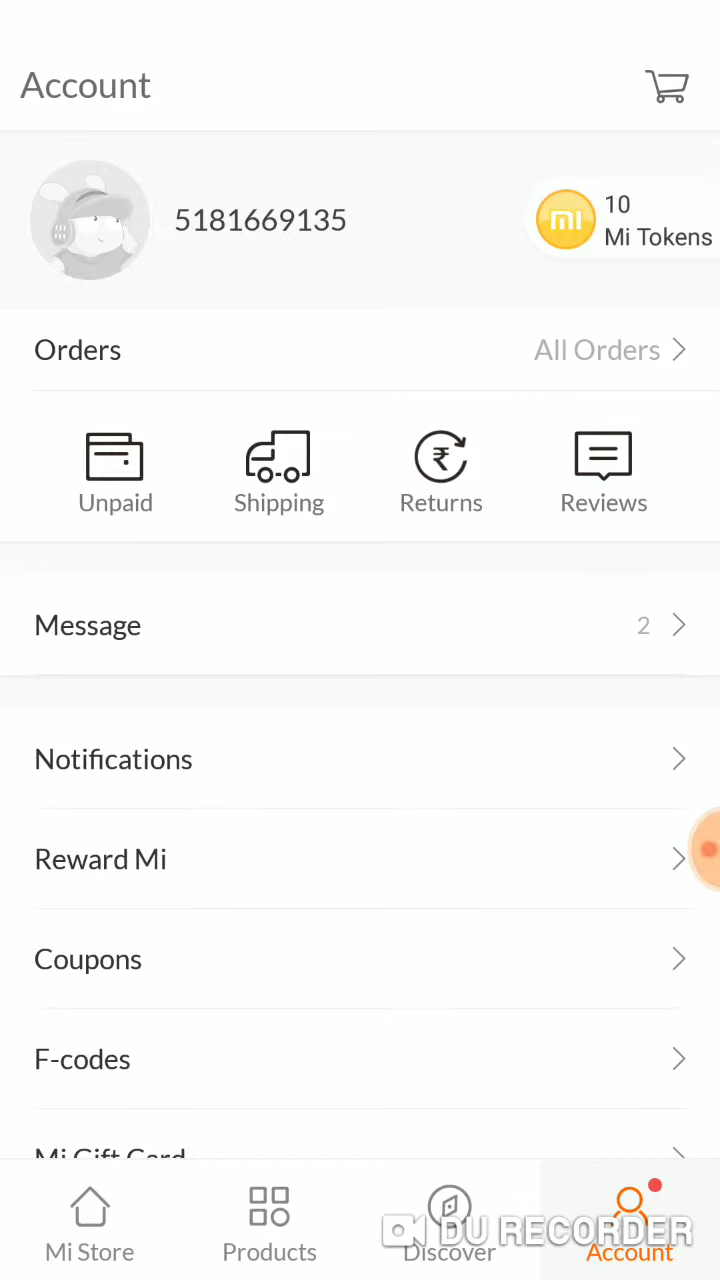 Account
5181669135
mi
10
Mi Tokens
Orders
All Orders
₹
Unpaid
Shipping
Returns
Reviews
Message
2
Notifications
Reward Mi
Coupons
F-codes
Mi Gift Card
DU RECORDER
Mi Store
Products
Discover
Account